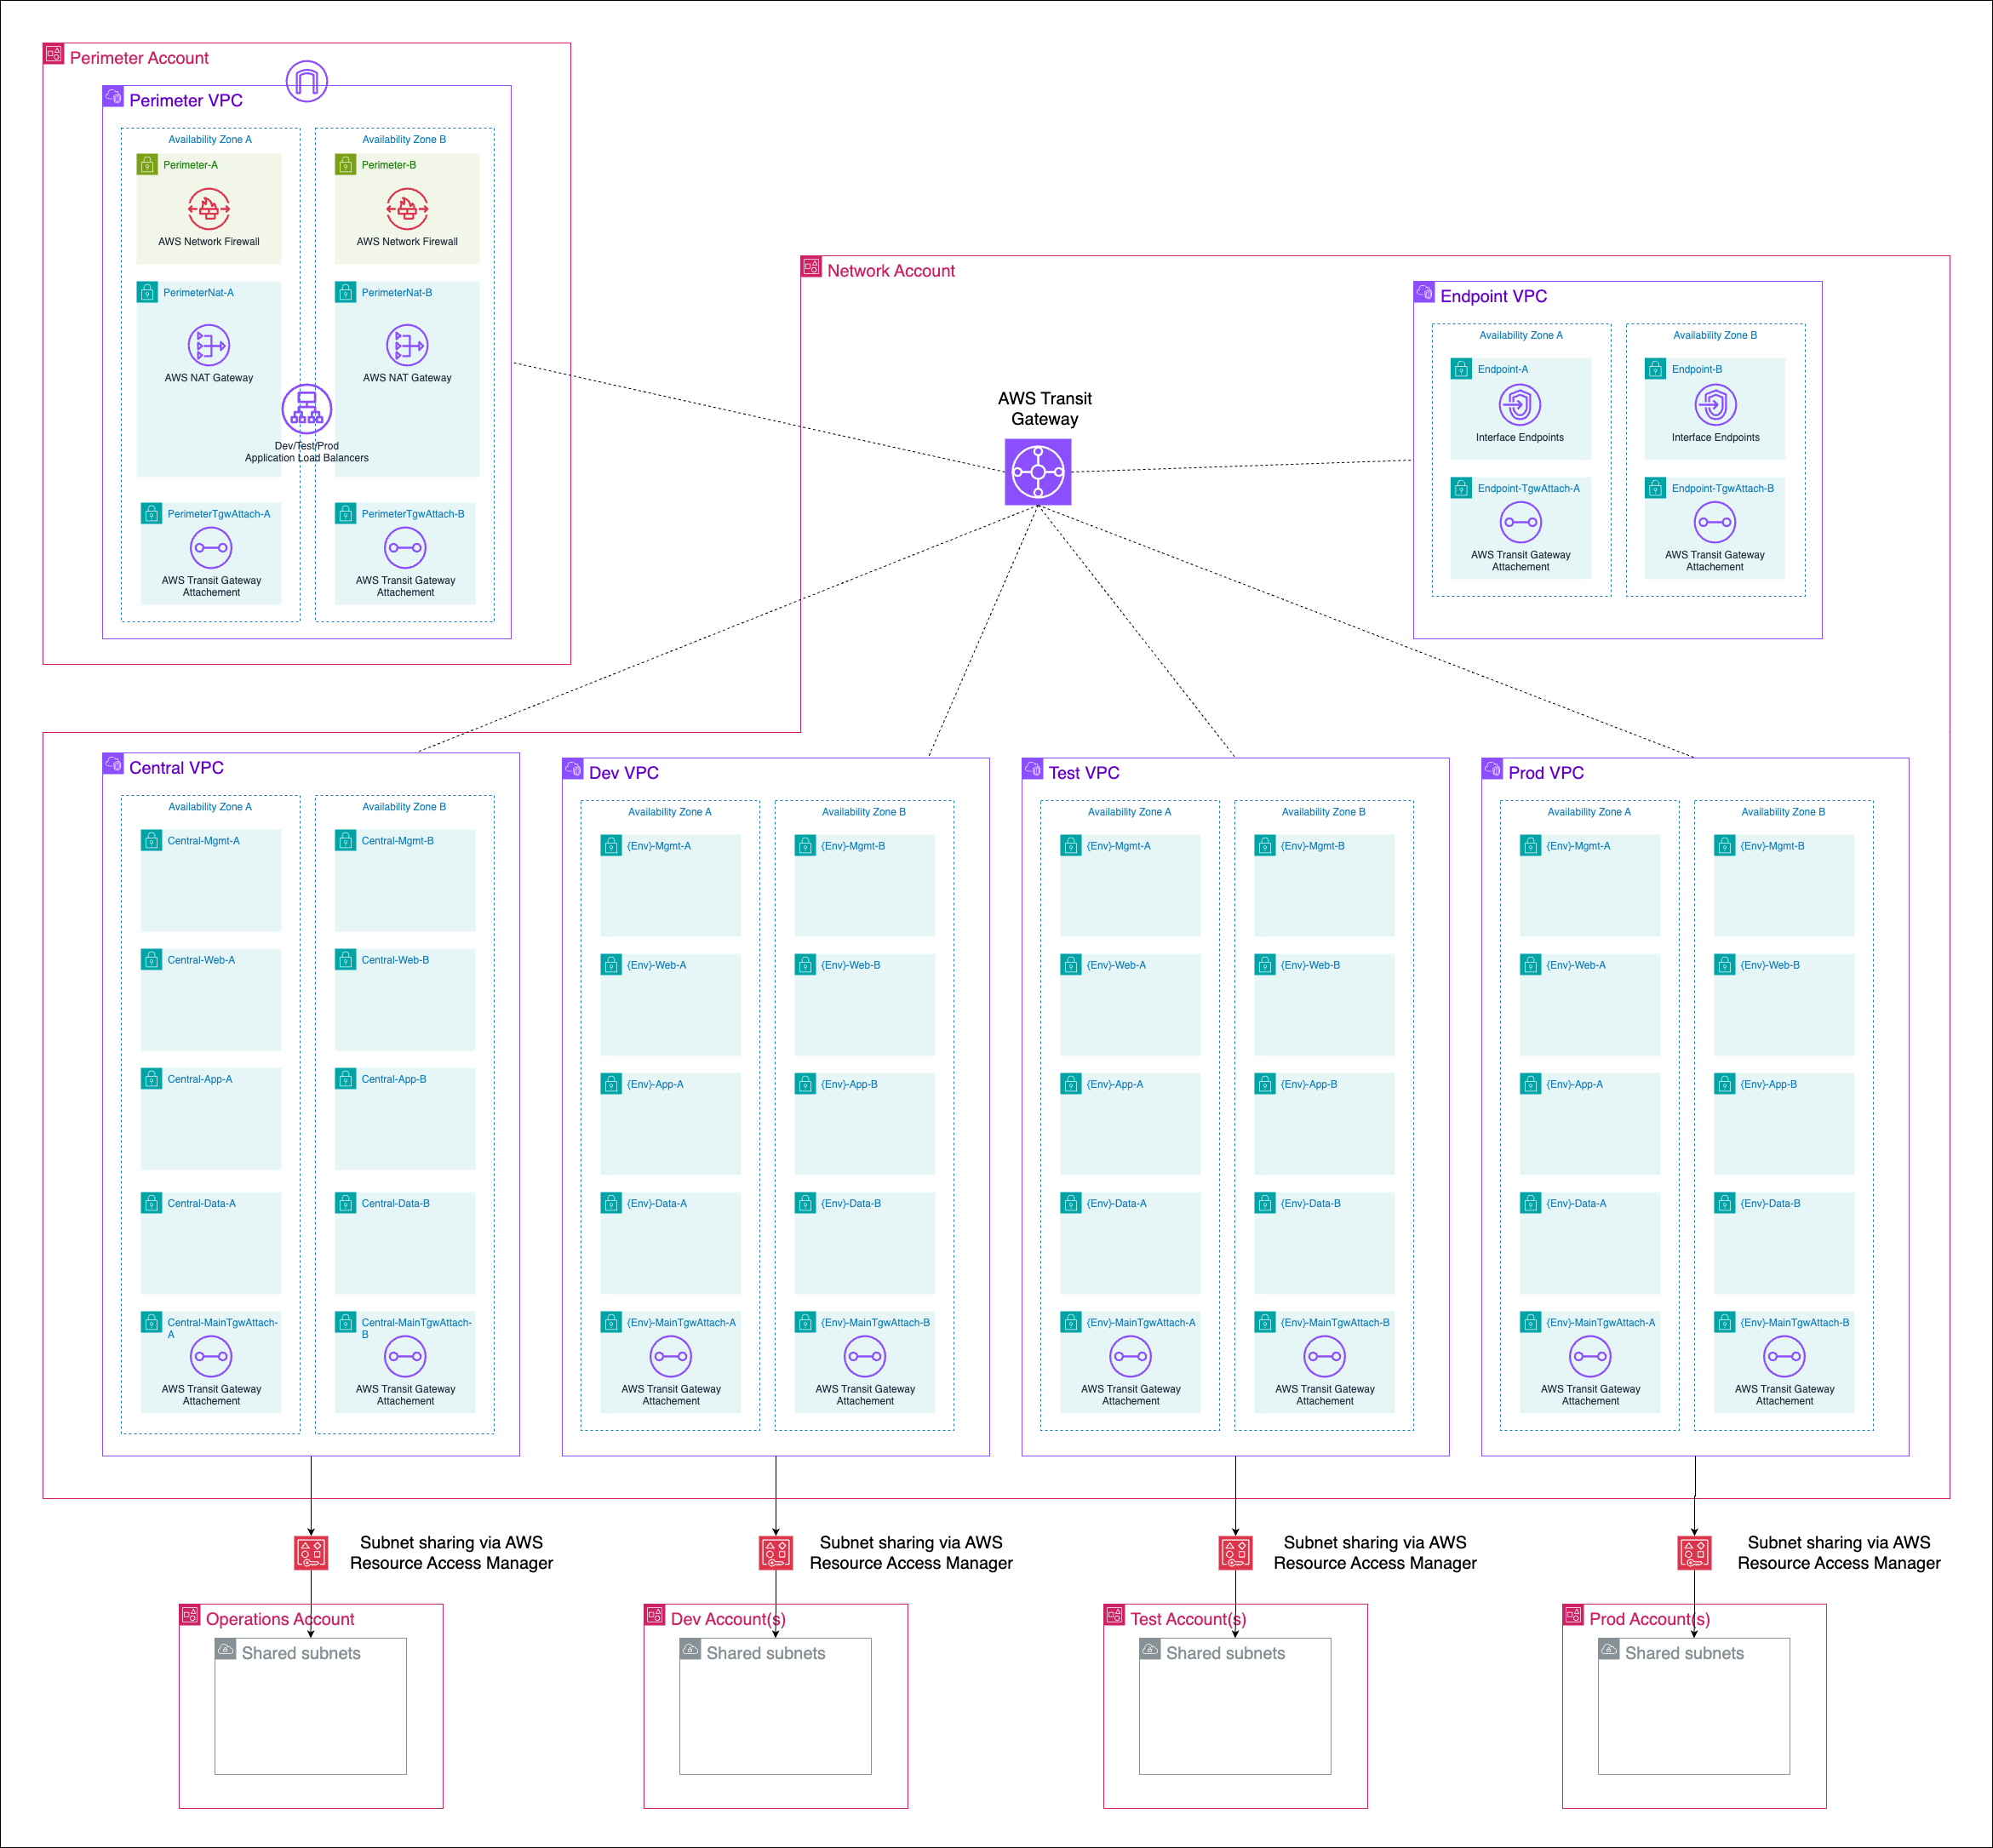 Perimeter Account
Perimeter VPC
Availability Zone A
Availability Zone B
Perimeter-A
Perimeter-B
AWS Network Firewall
AWS Network Firewall
PerimeterNat-A
PerimeterNat-B
AWS NAT Gateway
AWS NAT Gateway
Dev/Test/Prod
Application Load Balancers
PerimeterTgwAttach-A
PerimeterTgwAttach-B
AWS Transit Gateway
Attachement
AWS Transit Gateway
Attachement
Network Account
AWS Transit
Gateway
Endpoint VPC
Availability Zone A
Availability Zone B
Endpoint-A
Endpoint-B
Interface Endpoints
Interface Endpoints
Endpoint-TgwAttach-A
Endpoint-TgwAttach-B
AWS Transit Gateway
Attachement
AWS Transit Gateway
Attachement
Central VPC
Availability Zone A
Availability Zone B
Central-Mgmt-A
Central-Mgmt-B
Central-Web-A
Central-Web-B
Central-App-A
Central-App-B
Central-Data-A
Central-Data-B
Central-MainTgwAttach-
A
Central-MainTgwAttach-
B
AWS Transit Gateway
Attachement
AWS Transit Gateway
Attachement
Dev VPC
Availability Zone A
Availability Zone B
{Env}-Mgmt-A
{Env}-Mgmt-B
{Env}-Web-A
{Env}-Web-B
{Env}-App-A
{Env}-App-B
{Env}-Data-A
{Env}-Data-B
{Env}-MainTgwAttach-A
{Env}-MainTgwAttach-B
AWS Transit Gateway
Attachement
AWS Transit Gateway
Attachement
Test VPC
Availability Zone A
Availability Zone B
{Env}-Mgmt-A
{Env}-Mgmt-B
{Env}-Web-A
{Env}-Web-B
{Env}-App-A
{Env}-App-B
{Env}-Data-A
{Env}-Data-B
{Env}-MainTgwAttach-A
{Env}-MainTgwAttach-B
AWS Transit Gateway
Attachement
AWS Transit Gateway
Attachement
Prod VPC
Availability Zone A
Availability Zone B
{Env}-Mgmt-A
{Env}-Mgmt-B
{Env}-Web-A
{Env}-Web-B
{Env}-App-A
{Env}-App-B
{Env}-Data-A
{Env}-Data-B
{Env}-MainTgwAttach-A
{Env}-MainTgwAttach-B
AWS Transit Gateway
Attachement
AWS Transit Gateway
Attachement
Subnet sharing via AWS
Resource Access Manager
Subnet sharing via AWS
Resource Access Manager
Subnet sharing via AWS
Resource Access Manager
Subnet sharing via AWS
Resource Access Manager
Operations Account
Shared subnets
Dev Account(s)
Shared subnets
Test Account(s)
Shared subnets
Prod Account(s)
Shared subnets